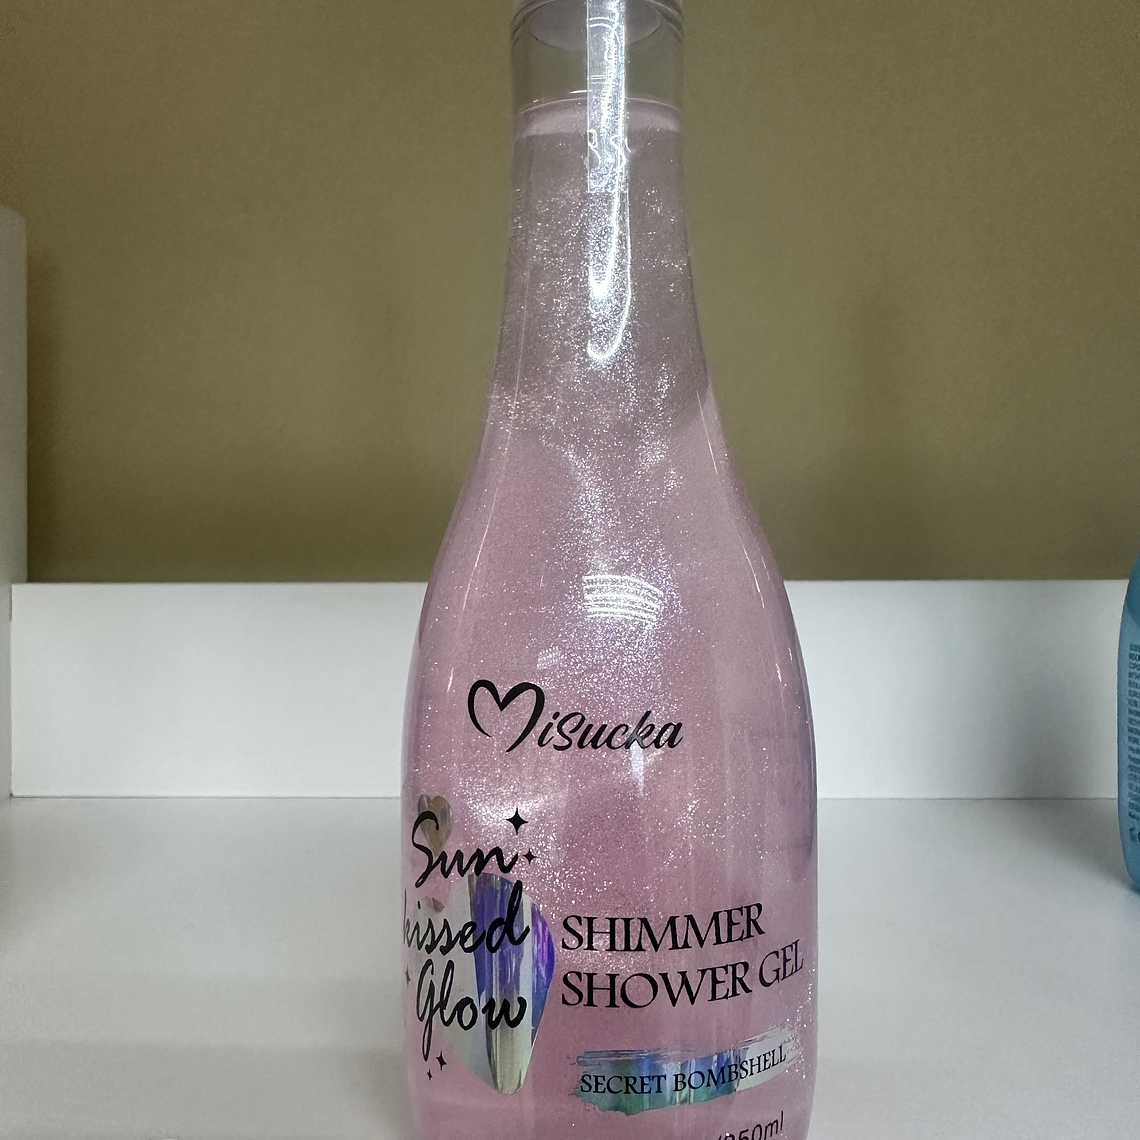 Misucka
Sun
kissed
Glow
SHIMMER
SHOWER GEL
SECRET BOMBSHELL